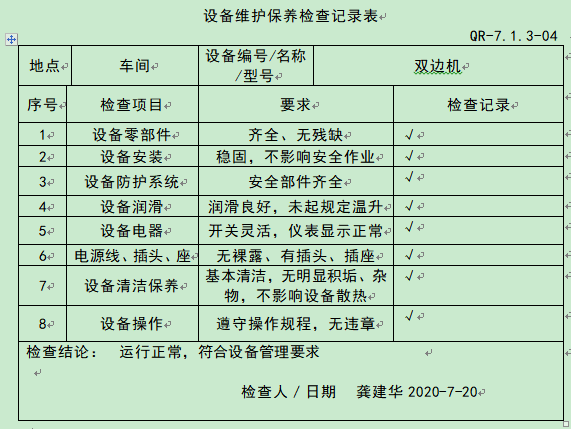 设备维护保养检查记录表
QR-7.1.3-04
地点 车间 设备编号/名称/型号 双边机
序号 检查项目 要求 检查记录
1 设备零部件 齐全、无残缺 √
2 设备安装 稳固，不影响安全作业 √
3 设备防护系统 安全部件齐全 √
4 设备润滑 润滑良好，未起规定温升 √
5 设备电器 开关灵活，仪表显示正常 √
6 电源线、插头、座 无裸露、有插头、插座 √
7 设备清洁保养 基本清洁，无明显积垢、杂物，不影响设备散热 √
8 设备操作 遵守操作规程，无违章 √
检查结论： 运行正常，符合设备管理要求
检查人／日期 龚建华 2020-7-20